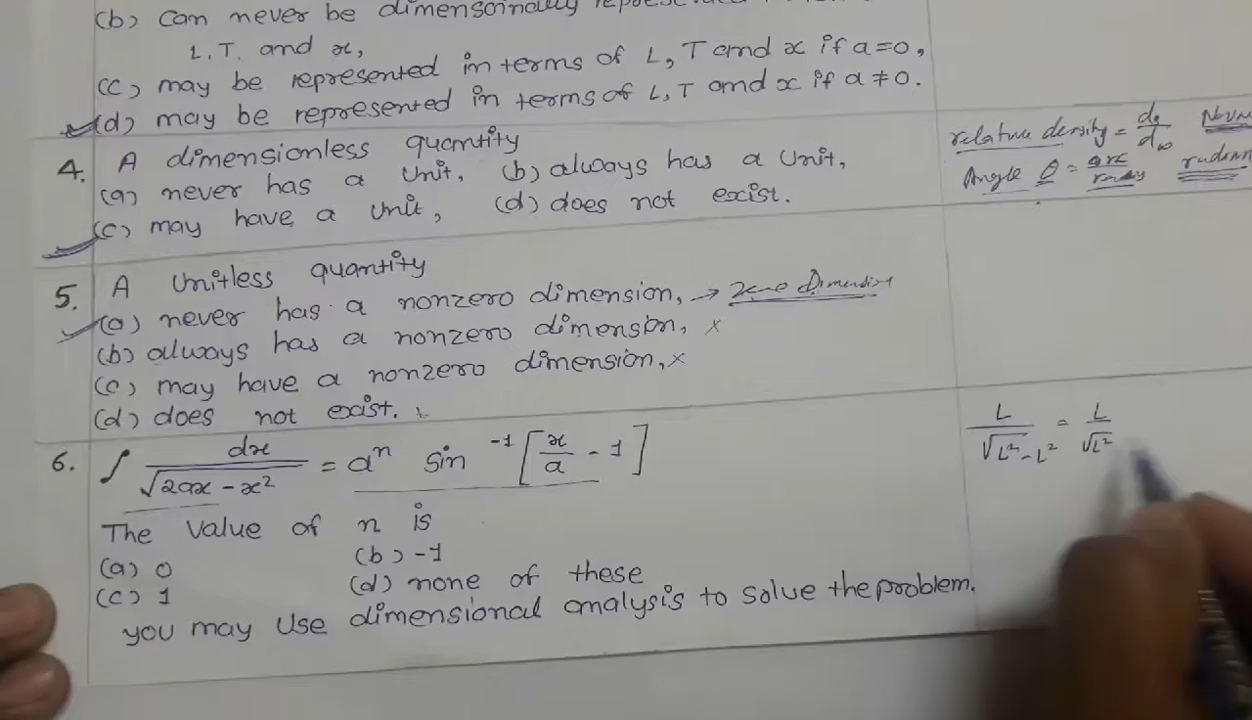 (b) can never be dimensoinally
L, T, and x,
(c) may be represented in terms of L, T and x if a=0,
(d) may be represented in terms of L, T and x if a ≠ 0.
4. A dimensionless quantity
(a) never has a unit, (b) always has a unit,
(c) may have a unit, (d) does not exist.
relative density = d₀/dω
Angle θ = arc/radius radian
5. A unitless quantity
(a) never has a nonzero dimension, → zero Dimension
(b) always has a nonzero dimension, ×
(c) may have a nonzero dimension, ×
(d) does not exist.
6. ∫ dx/√2ax - x² = aⁿ sin⁻¹[x/a - 1]
L/√L² - L² = L/√L²
The value of n is
(a) 0 (b) -1
(c) 1 (d) none of these
you may use dimensional analysis to solve the problem.